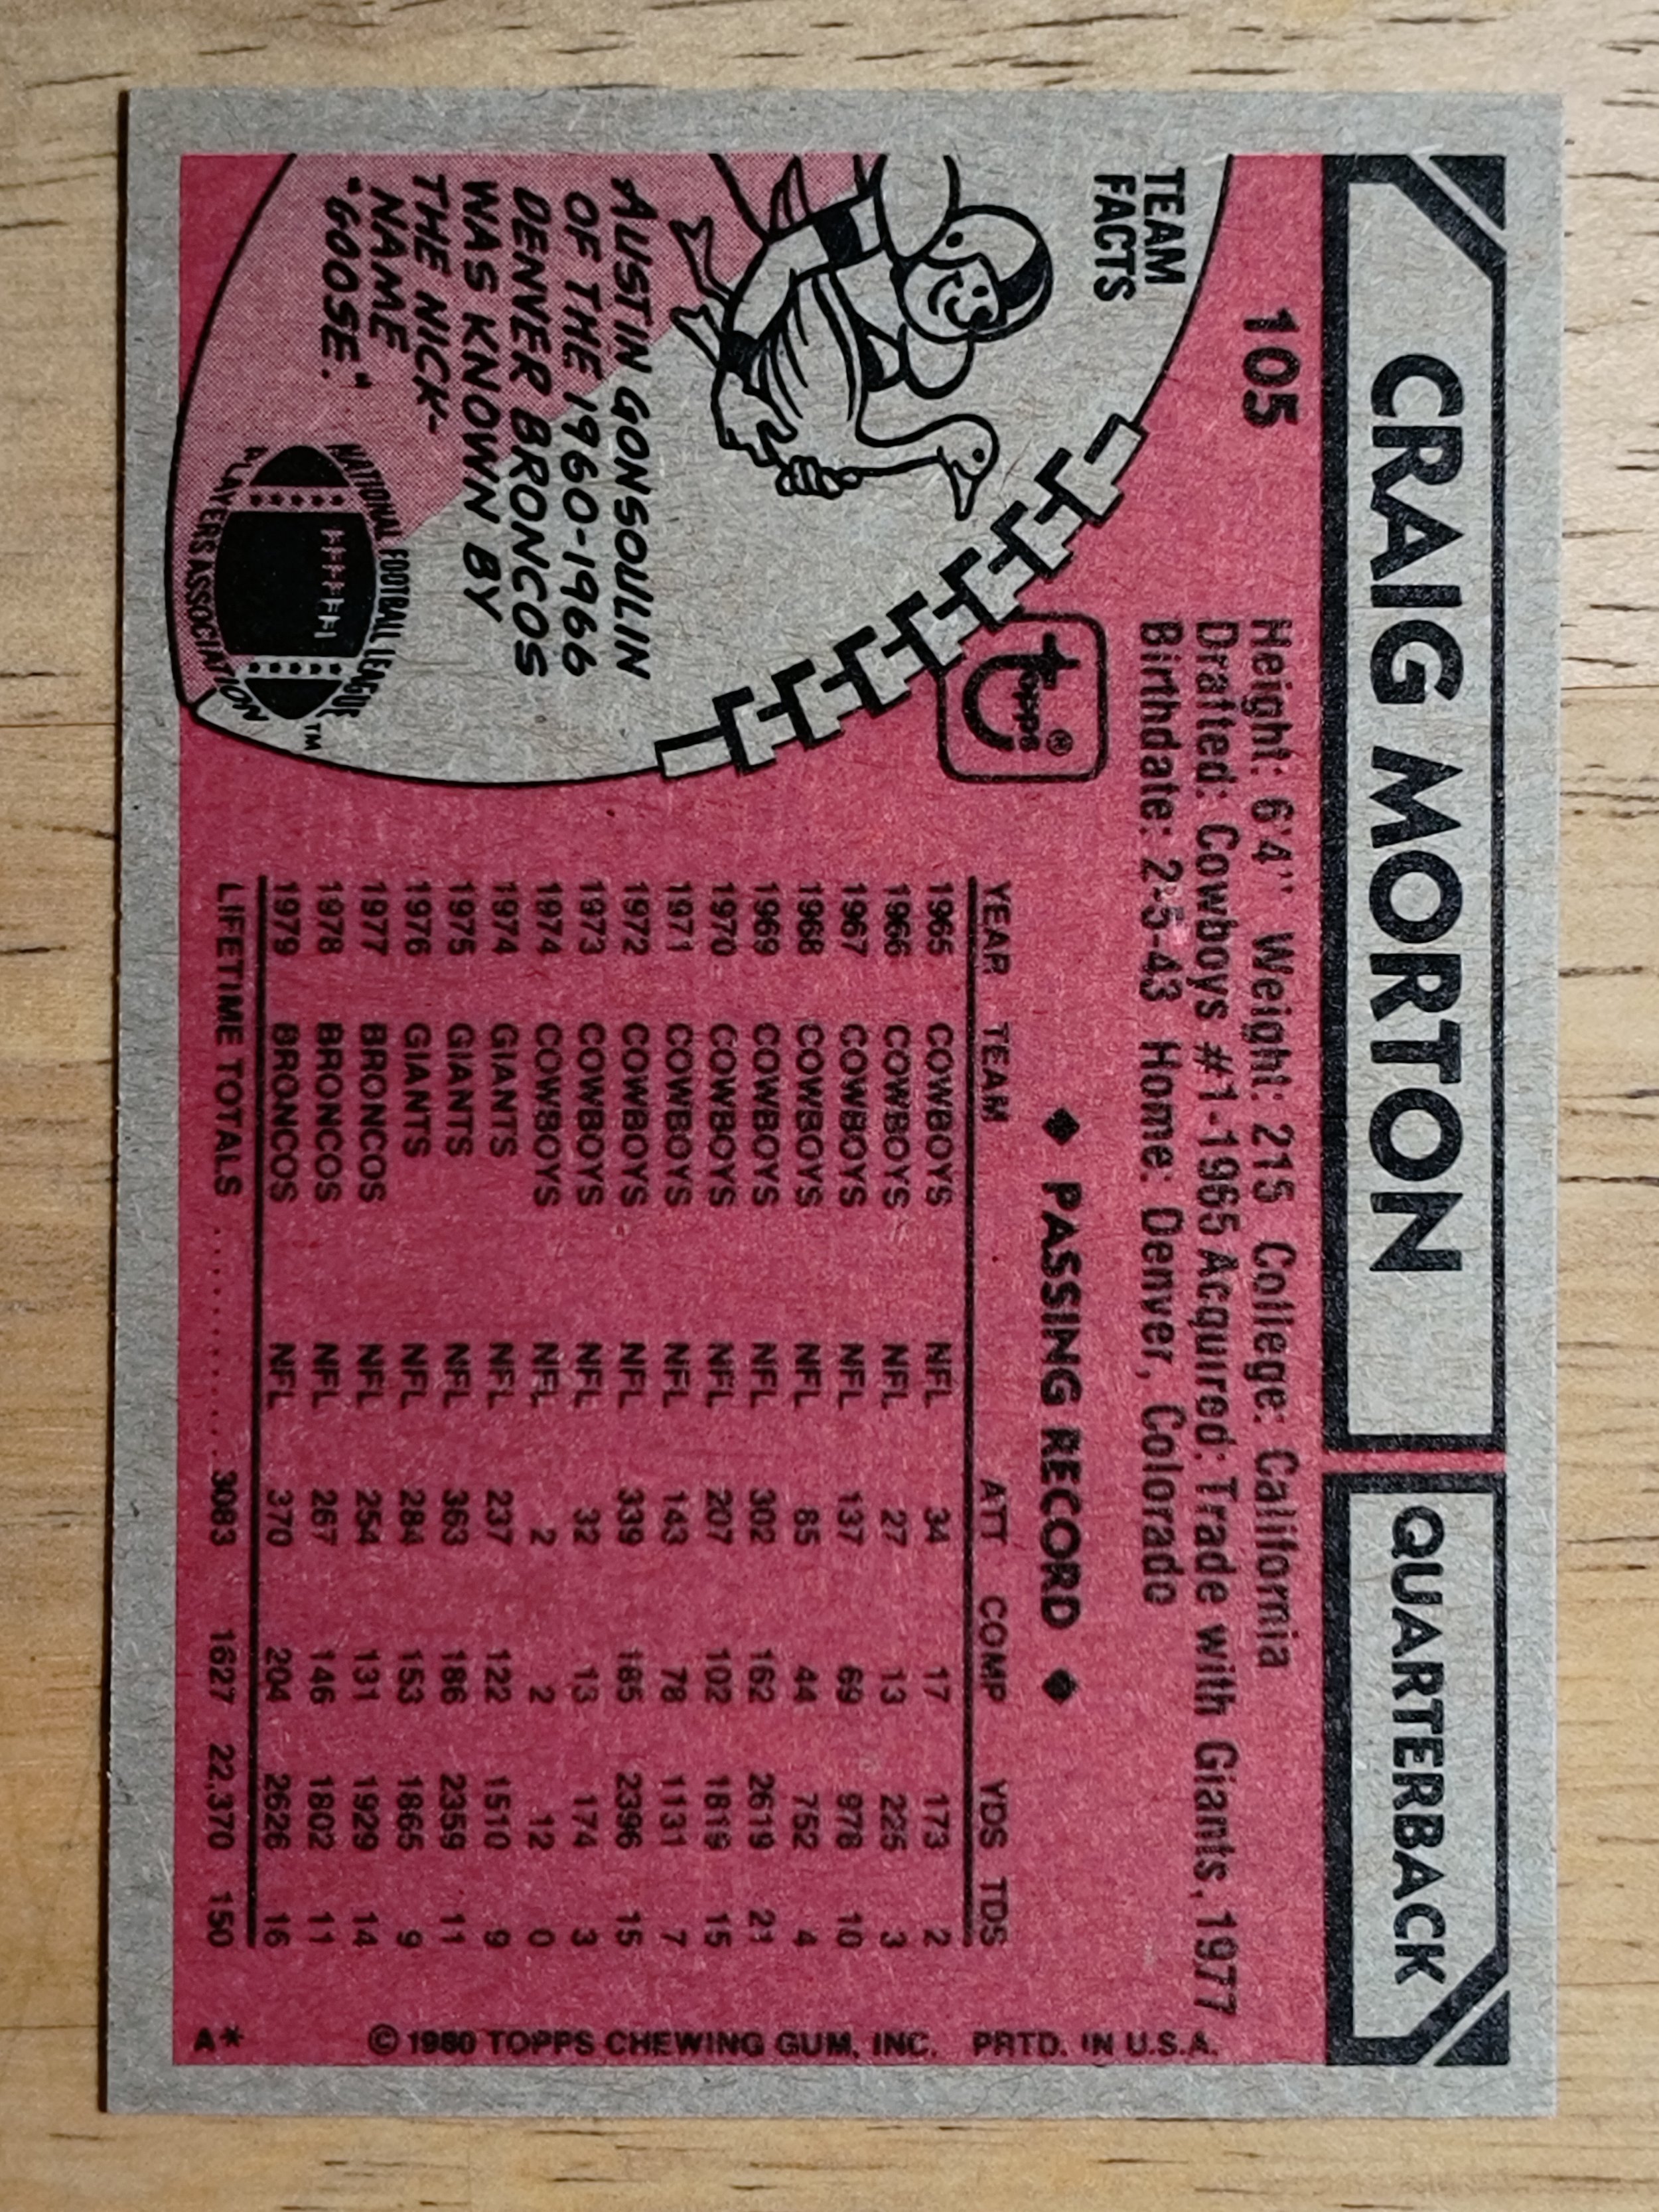 CRAIG MORTON
QUARTERBACK
105
Height: 6'4" Weight: 215 College: California
Drafted: Cowboys #1-1965 Acquired: Trade with Giants, 1977
Birthdate: 2-5-43 Home: Denver, Colorado
TEAM
FACTS
topps ®
AUSTIN GONSOULIN
OF THE 1960-1966
DENVER BRONCOS
WAS KNOWN BY
THE NICK-
NAME
"GOOSE."
NATIONAL FOOTBALL LEAGUE
PLAYERS ASSOCIATION
TM
◆ PASSING RECORD ◆
YEAR TEAM ATT COMP YDS TDS
1965 COWBOYS NFL 34 17 173 2
1966 COWBOYS NFL 27 13 225 3
1967 COWBOYS NFL 137 69 978 10
1968 COWBOYS NFL 85 44 752 4
1969 COWBOYS NFL 302 162 2619 21
1970 COWBOYS NFL 207 102 1819 15
1971 COWBOYS NFL 143 78 1131 7
1972 COWBOYS NFL 339 185 2396 15
1973 COWBOYS NFL 32 13 174 3
1974 COWBOYS NFL 2 2 12 0
1974 GIANTS NFL 237 122 1510 9
1975 GIANTS NFL 363 186 2359 11
1976 GIANTS NFL 284 153 1865 9
1977 BRONCOS NFL 254 131 1929 14
1978 BRONCOS NFL 267 146 1802 11
1979 BRONCOS NFL 370 204 2626 16
LIFETIME TOTALS ............ 3083 1627 22,370 150
© 1980 TOPPS CHEWING GUM, INC. PRTD. IN U.S.A.
A*